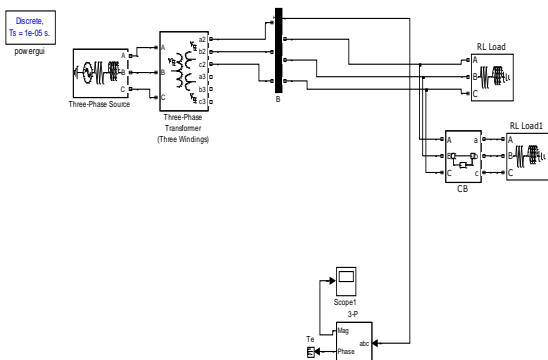 Discrete,
Ts = 1e-05 s.
powergui
A
B
C
Three-Phase Source
A
B
C
a2
b2
c2
a3
b3
c3
Three-Phase
Transformer
(Three Windings)
B
RL Load
A
B
C
A
B
C
a
b
c
CB
RL Load1
A
B
C
Scope1
3-P
Mag
Phase
abc
Te